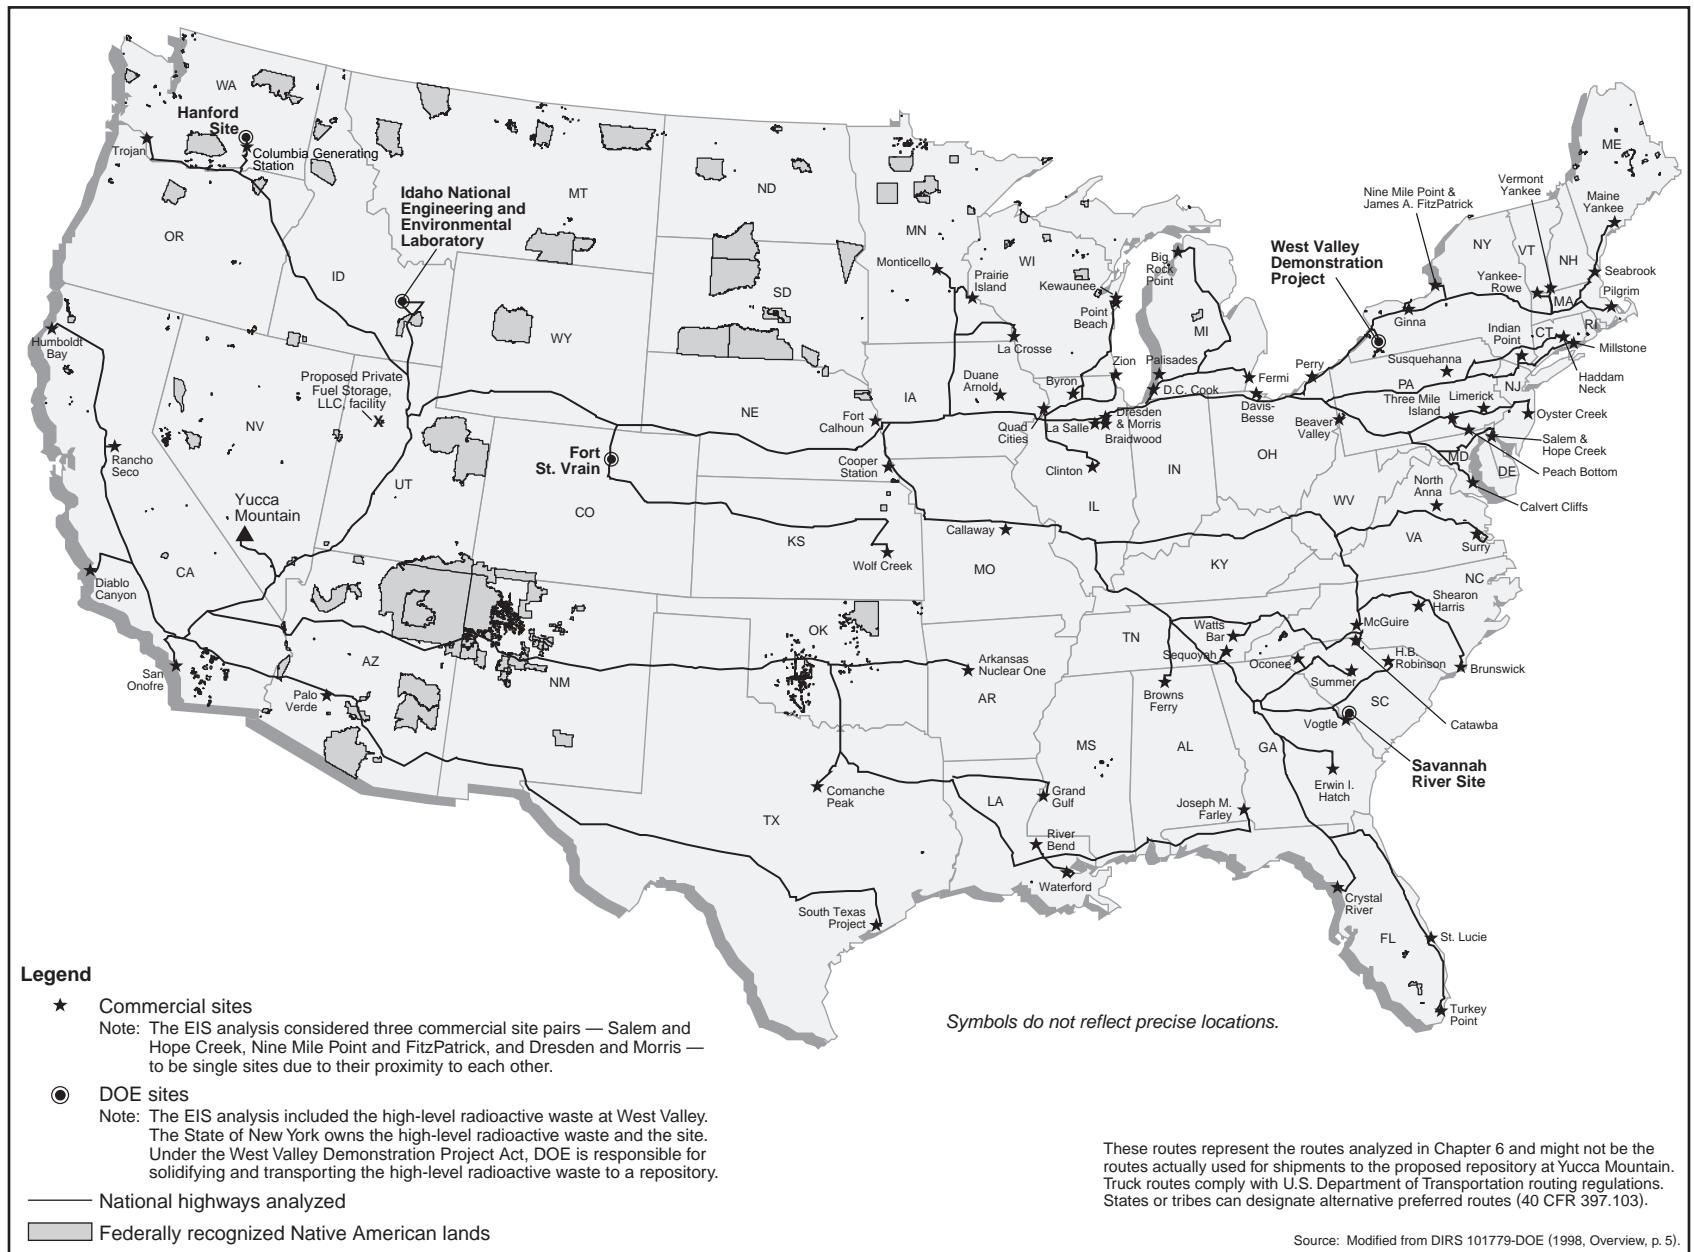 WA
Hanford
Site
Trojan
Columbia Generating
Station
Idaho National
Engineering and
Environmental
Laboratory
MT
ND
MN
OR
ID
SD
WY
Monticello
Prairie
Island
WI
Kewaunee
Point
Beach
Big
Rock
Point
MI
La Crosse
Zion
Palisades
Duane
Arnold
Byron
D.C. Cook
Fermi
Davis-
Besse
Perry
IA
NE
Fort
Calhoun
Quad
Cities
La Salle
Dresden
& Morris
Braidwood
Cooper
Station
Clinton
IL
IN
OH
Beaver
Valley
West Valley
Demonstration
Project
Nine Mile Point &
James A. FitzPatrick
Vermont
Yankee
ME
Maine
Yankee
NY
VT
NH
Yankee-
Rowe
MA
Seabrook
Pilgrim
Ginna
Indian
Point
CT
RI
Millstone
Haddam
Neck
Susquehanna
PA
NJ
Three Mile
Island
Limerick
Oyster Creek
Salem &
Hope Creek
Peach Bottom
MD
DE
Calvert Cliffs
North
Anna
WV
VA
Surry
Humboldt
Bay
Proposed Private
Fuel Storage,
LLC, facility
X
NV
Rancho
Seco
Fort
St. Vrain
UT
Yucca
Mountain
CO
KS
Wolf Creek
Callaway
MO
KY
NC
Shearon
Harris
McGuire
Diablo
Canyon
CA
San
Onofre
Palo
Verde
AZ
NM
OK
Arkansas
Nuclear One
AR
TN
Watts
Bar
Sequoyah
Browns
Ferry
Oconee
Summer
H.B.
Robinson
Brunswick
SC
Catawba
Vogtle
Savannah
River Site
MS
AL
GA
Erwin I.
Hatch
Joseph M.
Farley
TX
Comanche
Peak
LA
Grand
Gulf
River
Bend
Waterford
South Texas
Project
Crystal
River
FL
St. Lucie
Turkey
Point
Symbols do not reflect precise locations.
Legend
Commercial sites
Note: The EIS analysis considered three commercial site pairs — Salem and
Hope Creek, Nine Mile Point and FitzPatrick, and Dresden and Morris —
to be single sites due to their proximity to each other.
DOE sites
Note: The EIS analysis included the high-level radioactive waste at West Valley.
The State of New York owns the high-level radioactive waste and the site.
Under the West Valley Demonstration Project Act, DOE is responsible for
solidifying and transporting the high-level radioactive waste to a repository.
National highways analyzed
Federally recognized Native American lands
These routes represent the routes analyzed in Chapter 6 and might not be the
routes actually used for shipments to the proposed repository at Yucca Mountain.
Truck routes comply with U.S. Department of Transportation routing regulations.
States or tribes can designate alternative preferred routes (40 CFR 397.103).
Source: Modified from DIRS 101779-DOE (1998, Overview, p. 5).